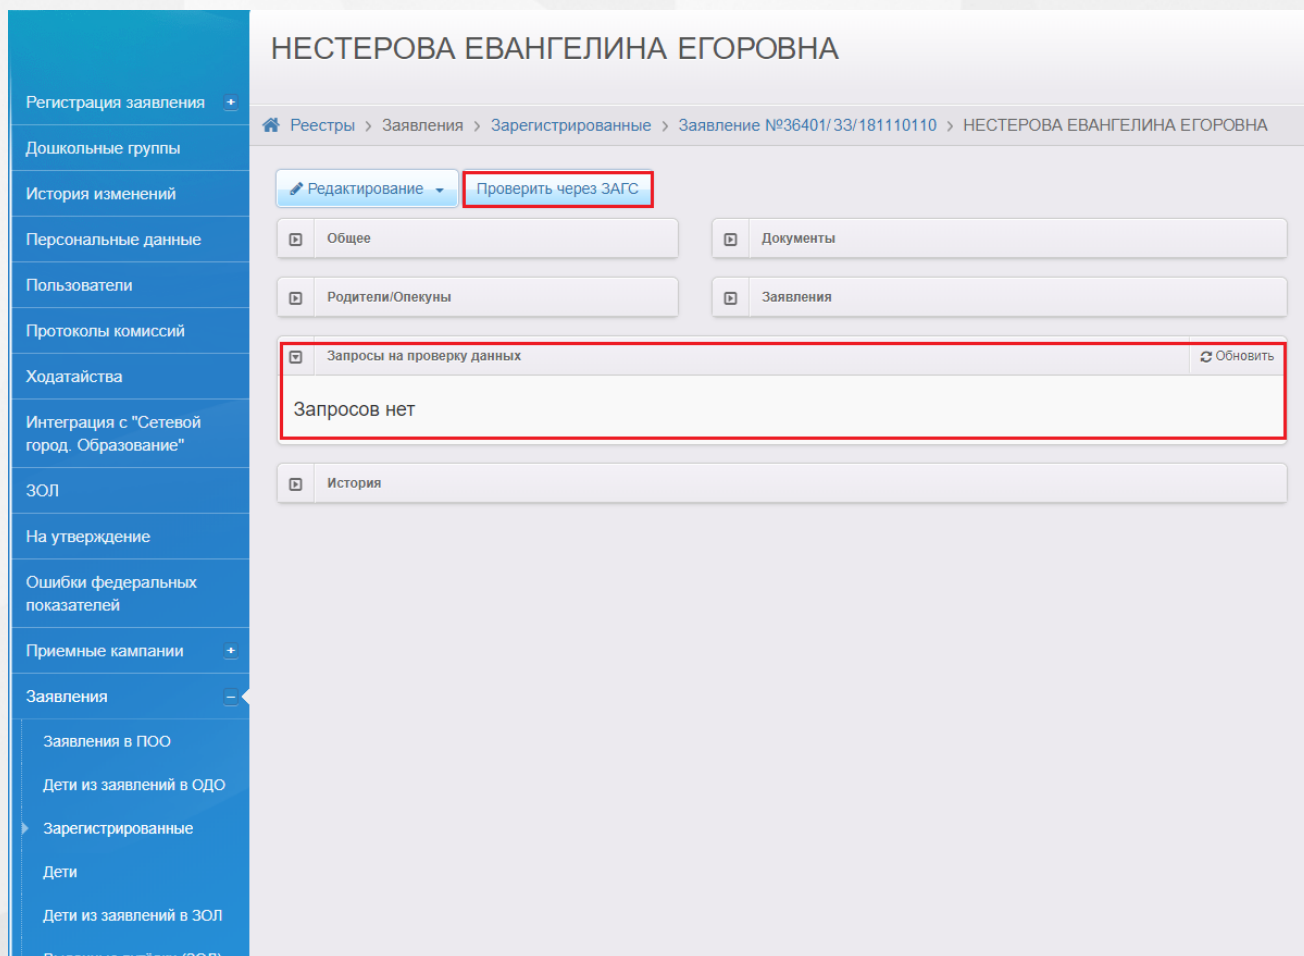 НЕСТЕРОВА ЕВАНГЕЛИНА ЕГОРОВНА
Реестры > Заявления > Зарегистрированные > Заявление №36401/33/181110110 > НЕСТЕРОВА ЕВАНГЕЛИНА ЕГОРОВНА
Регистрация заявления
Дошкольные группы
История изменений
Персональные данные
Пользователи
Протоколы комиссий
Ходатайства
Интеграция с "Сетевой
город. Образование"
ЗОЛ
На утверждение
Ошибки федеральных
показателей
Приемные кампании
Заявления
Заявления в ПОО
Дети из заявлений в ОДО
Зарегистрированные
Дети
Дети из заявлений в ЗОЛ
Редактирование
Проверить через ЗАГС
Общее
Документы
Родители/Опекуны
Заявления
Запросы на проверку данных
Обновить
Запросов нет
История